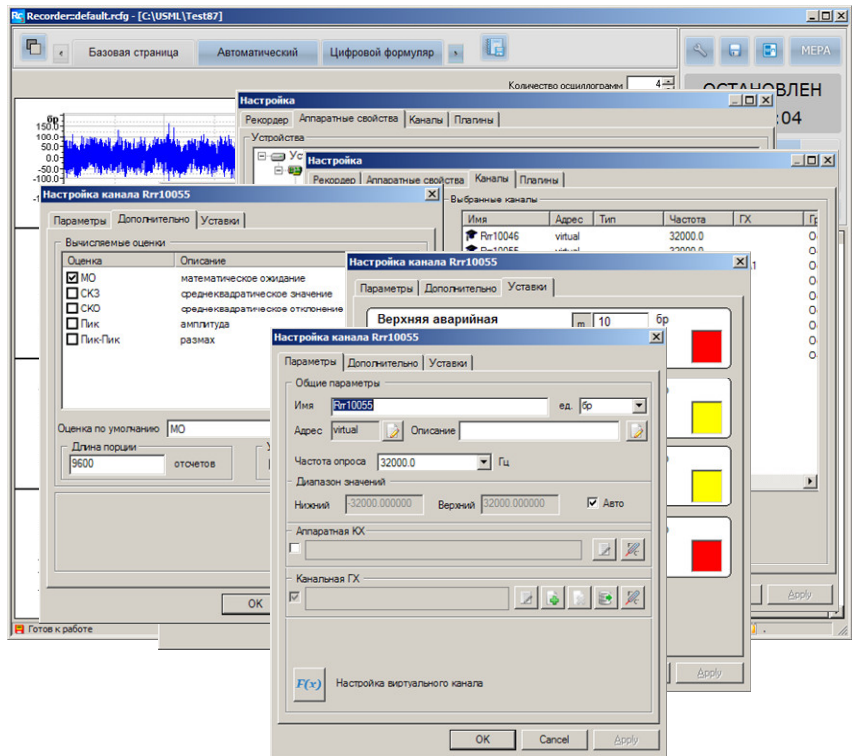 Recorder::default.rcfg - [C:\USML\Test87]
Базовая страница
Автоматический
Цифровой формуляр
МЕРА
Количество осциллограмм 4
бр
150.0
100.0
50.0
0.0
-50.0
-100.0
Настройка
Рекордер Аппаратные свойства Каналы Плагины
Устройства
Настройка
Рекордер Аппаратные свойства Каналы Плагины
Выбранные каналы
Имя Адрес Тип Частота ГХ
Rrr10046 virtual 32000.0
Rrr10055 virtual 32000.0
Apply
Настройка канала Rrr10055
Параметры Дополнительно Уставки
Вычисляемые оценки
Оценка Описание
МО математическое ожидание
СКЗ среднеквадратическое значение
СКО среднеквадратическое отклонение
Пик амплитуда
Пик-Пик размах
Оценка по умолчанию МО
Длина порции
9600 отсчетов
OK
Настройка канала Rrr10055
Параметры Дополнительно Уставки
Верхняя аварийная m 10 бр
Apply
Настройка канала Rrr10055
Параметры Дополнительно Уставки
Общие параметры
Имя Rrr10055 ед. бр
Адрес virtual Описание
Частота опроса 32000.0 Гц
Диапазон значений
Нижний -32000.000000 Верхний 32000.000000 Авто
Аппаратная КХ
Канальная ГХ
F(x) Настройка виртуального канала
OK Cancel Apply
Готов к работе